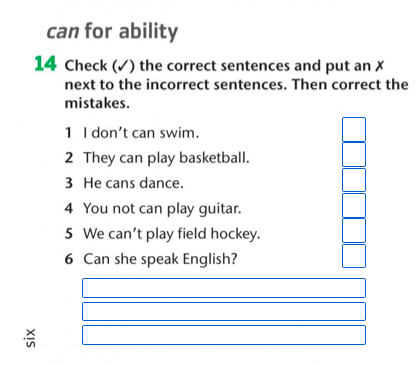 can for ability
14 Check (✓) the correct sentences and put an ✗
next to the incorrect sentences. Then correct the
mistakes.
1 I don't can swim.
2 They can play basketball.
3 He cans dance.
4 You not can play guitar.
5 We can't play field hockey.
6 Can she speak English?
six